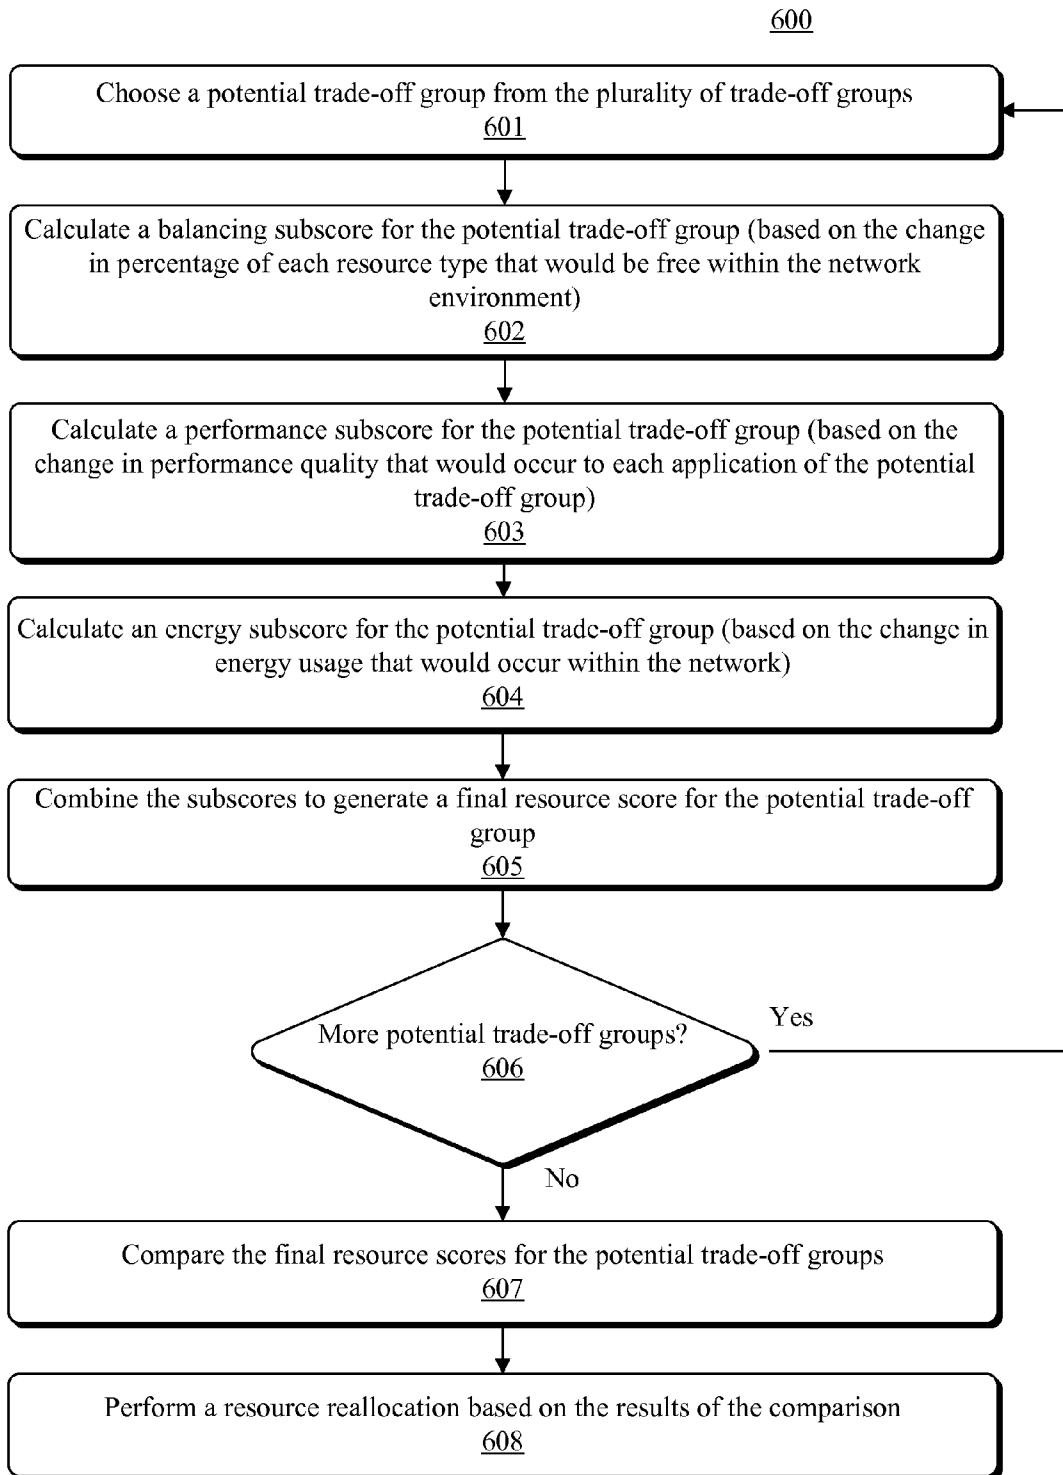 600
Choose a potential trade-off group from the plurality of trade-off groups
601
Calculate a balancing subscore for the potential trade-off group (based on the change
in percentage of each resource type that would be free within the network
environment)
602
Calculate a performance subscore for the potential trade-off group (based on the
change in performance quality that would occur to each application of the potential
trade-off group)
603
Calculate an energy subscore for the potential trade-off group (based on the change in
energy usage that would occur within the network)
604
Combine the subscores to generate a final resource score for the potential trade-off
group
605
More potential trade-off groups?
606
Yes
No
Compare the final resource scores for the potential trade-off groups
607
Perform a resource reallocation based on the results of the comparison
608